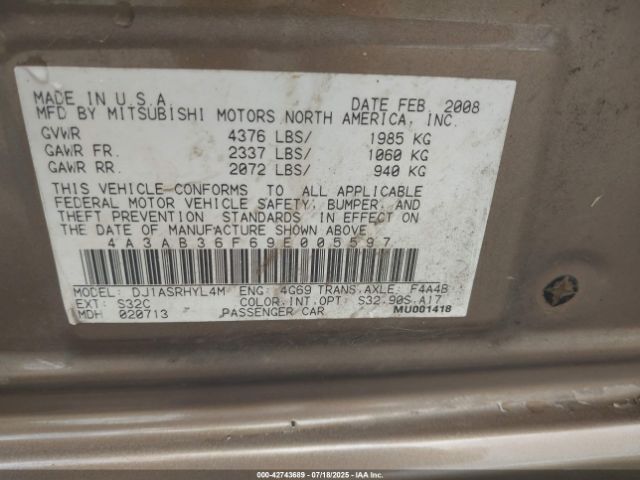 MADE IN U.S.A. DATE FEB. 2008
MFD BY MITSUBISHI MOTORS NORTH AMERICA, INC.
GVWR 4376 LBS/ 1985 KG
GAWR FR. 2337 LBS/ 1060 KG
GAWR RR. 2072 LBS/ 940 KG
THIS VEHICLE CONFORMS TO ALL APPLICABLE
FEDERAL MOTOR VEHICLE SAFETY, BUMPER, AND
THEFT PREVENTION STANDARDS IN EFFECT ON
THE DATE OF MANUFACTURE SHOWN ABOVE.
4A3AB36F69E005597
MODEL: DJ1ASRHYL4M ENG: 4G69 TRANS.AXLE: F4A4B
EXT: S32C COLOR.INT.OPT: S32.90S.A17
MDH 020713 PASSENGER CAR MU001418
000-42743689 - 07/18/2025 - IAA Inc.